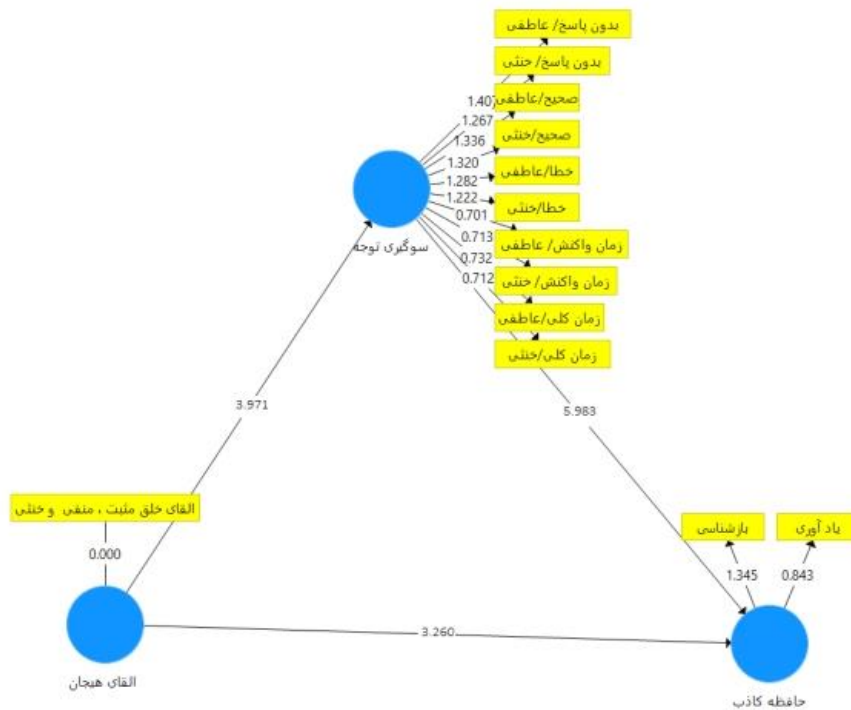 بدون پاسخ/ عاطفی
بدون پاسخ/ خنثی
صحیح/عاطفی
صحیح/خنثی
خطا/عاطفی
خطا/خنثی
زمان واکنش/ عاطفی
زمان واکنش/ خنثی
زمان کلی/عاطفی
زمان کلی/خنثی
1.407
1.267
1.336
1.320
1.282
1.222
0.701
0.713
0.732
0.712
سوگیری توجه
3.971
5.983
القای خلق مثبت ، منفی و خنثی
0.000
بازشناسی
یاد آوری
1.345
0.843
3.260
القای هیجان
حافظه کاذب